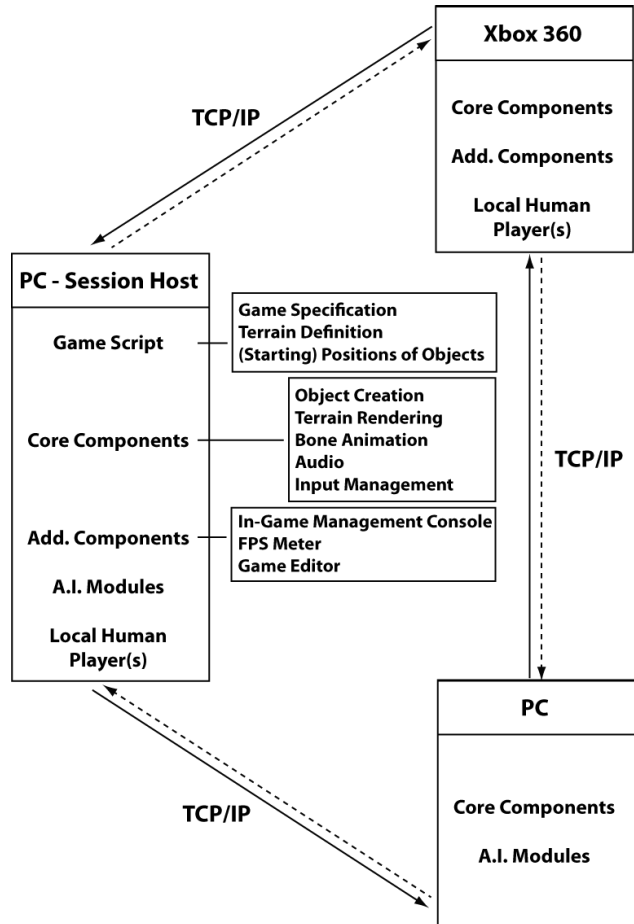 Xbox 360
Core Components
Add. Components
Local Human
Player(s)
TCP/IP
PC - Session Host
Game Script
Core Components
Add. Components
A.I. Modules
Local Human
Player(s)
Game Specification
Terrain Definition
(Starting) Positions of Objects
Object Creation
Terrain Rendering
Bone Animation
Audio
Input Management
In-Game Management Console
FPS Meter
Game Editor
TCP/IP
TCP/IP
PC
Core Components
A.I. Modules